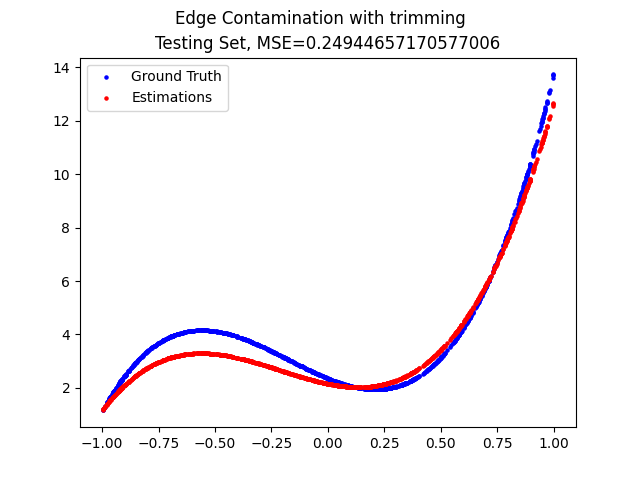 Edge Contamination with trimming
Testing Set, MSE=0.24944657170577006
Ground Truth
Estimations
14
12
10
8
6
4
2
−1.00 −0.75 −0.50 −0.25 0.00 0.25 0.50 0.75 1.00